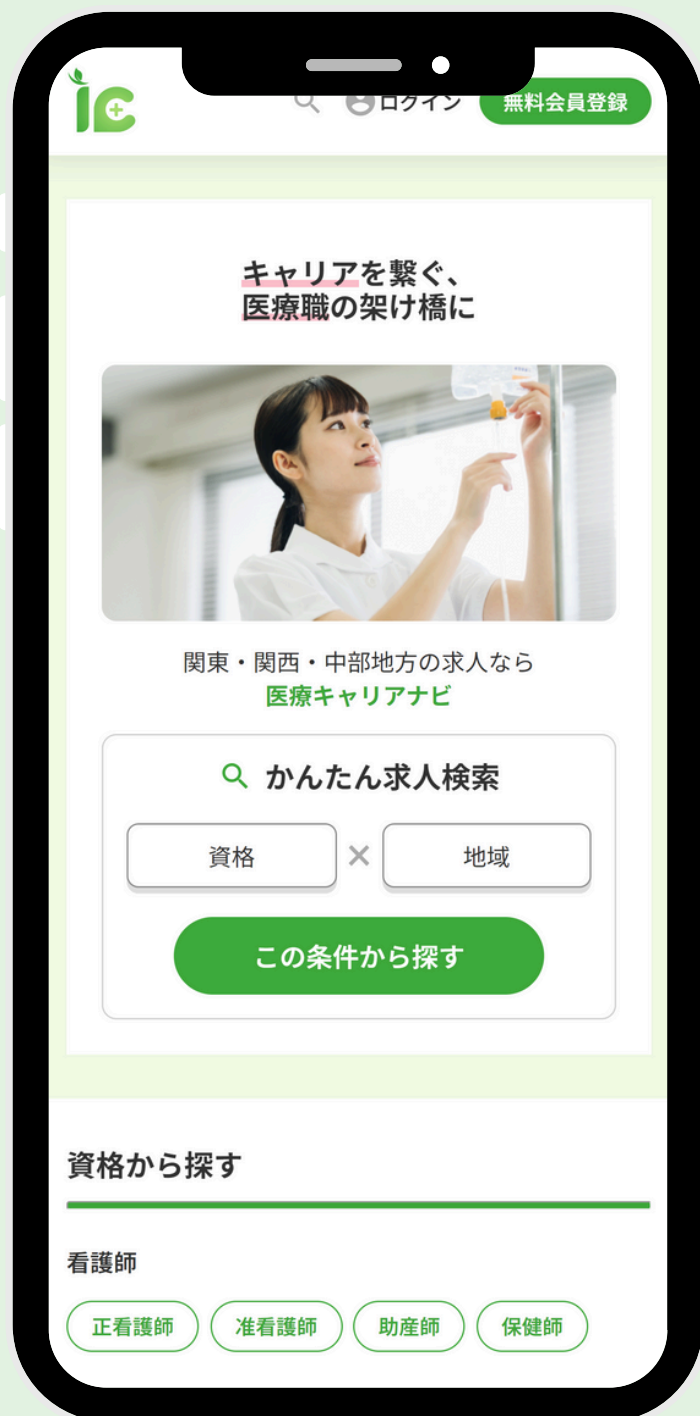 ic
ログイン
無料会員登録
キャリアを繋ぐ、
医療職の架け橋に
関東・関西・中部地方の求人なら
医療キャリアナビ
かんたん求人検索
資格 × 地域
この条件から探す
資格から探す
看護師
正看護師 准看護師 助産師 保健師